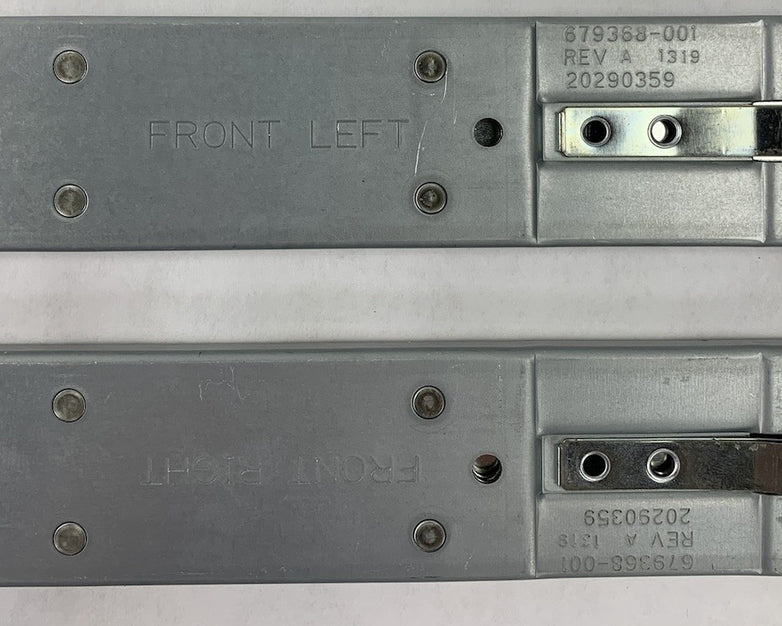 679368-001
REV A 1319
20290359
FRONT LEFT
FRONT RIGHT
679368-001
REV A 1319
20290359